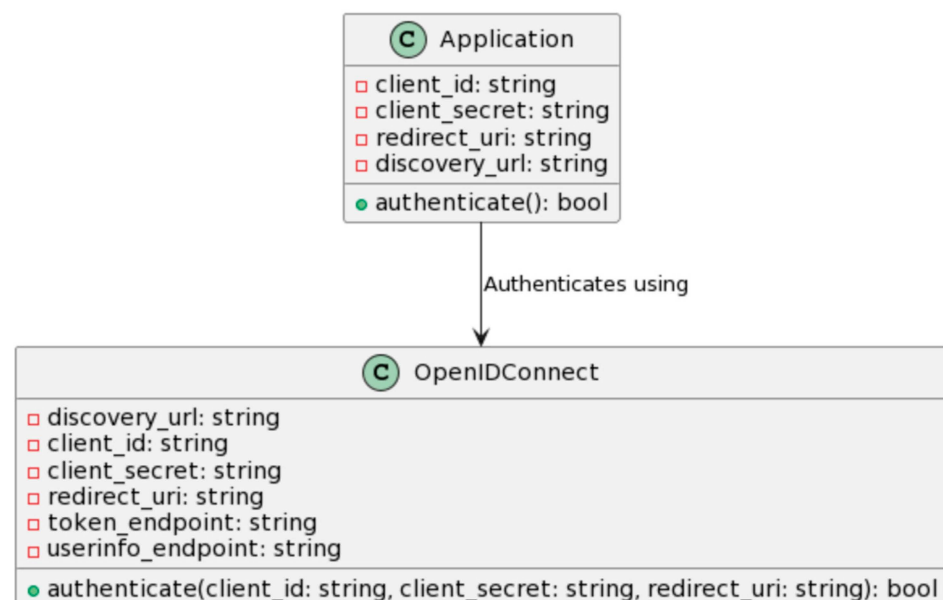 C Application
client_id: string
client_secret: string
redirect_uri: string
discovery_url: string
authenticate(): bool
Authenticates using
C OpenIDConnect
discovery_url: string
client_id: string
client_secret: string
redirect_uri: string
token_endpoint: string
userinfo_endpoint: string
authenticate(client_id: string, client_secret: string, redirect_uri: string): bool